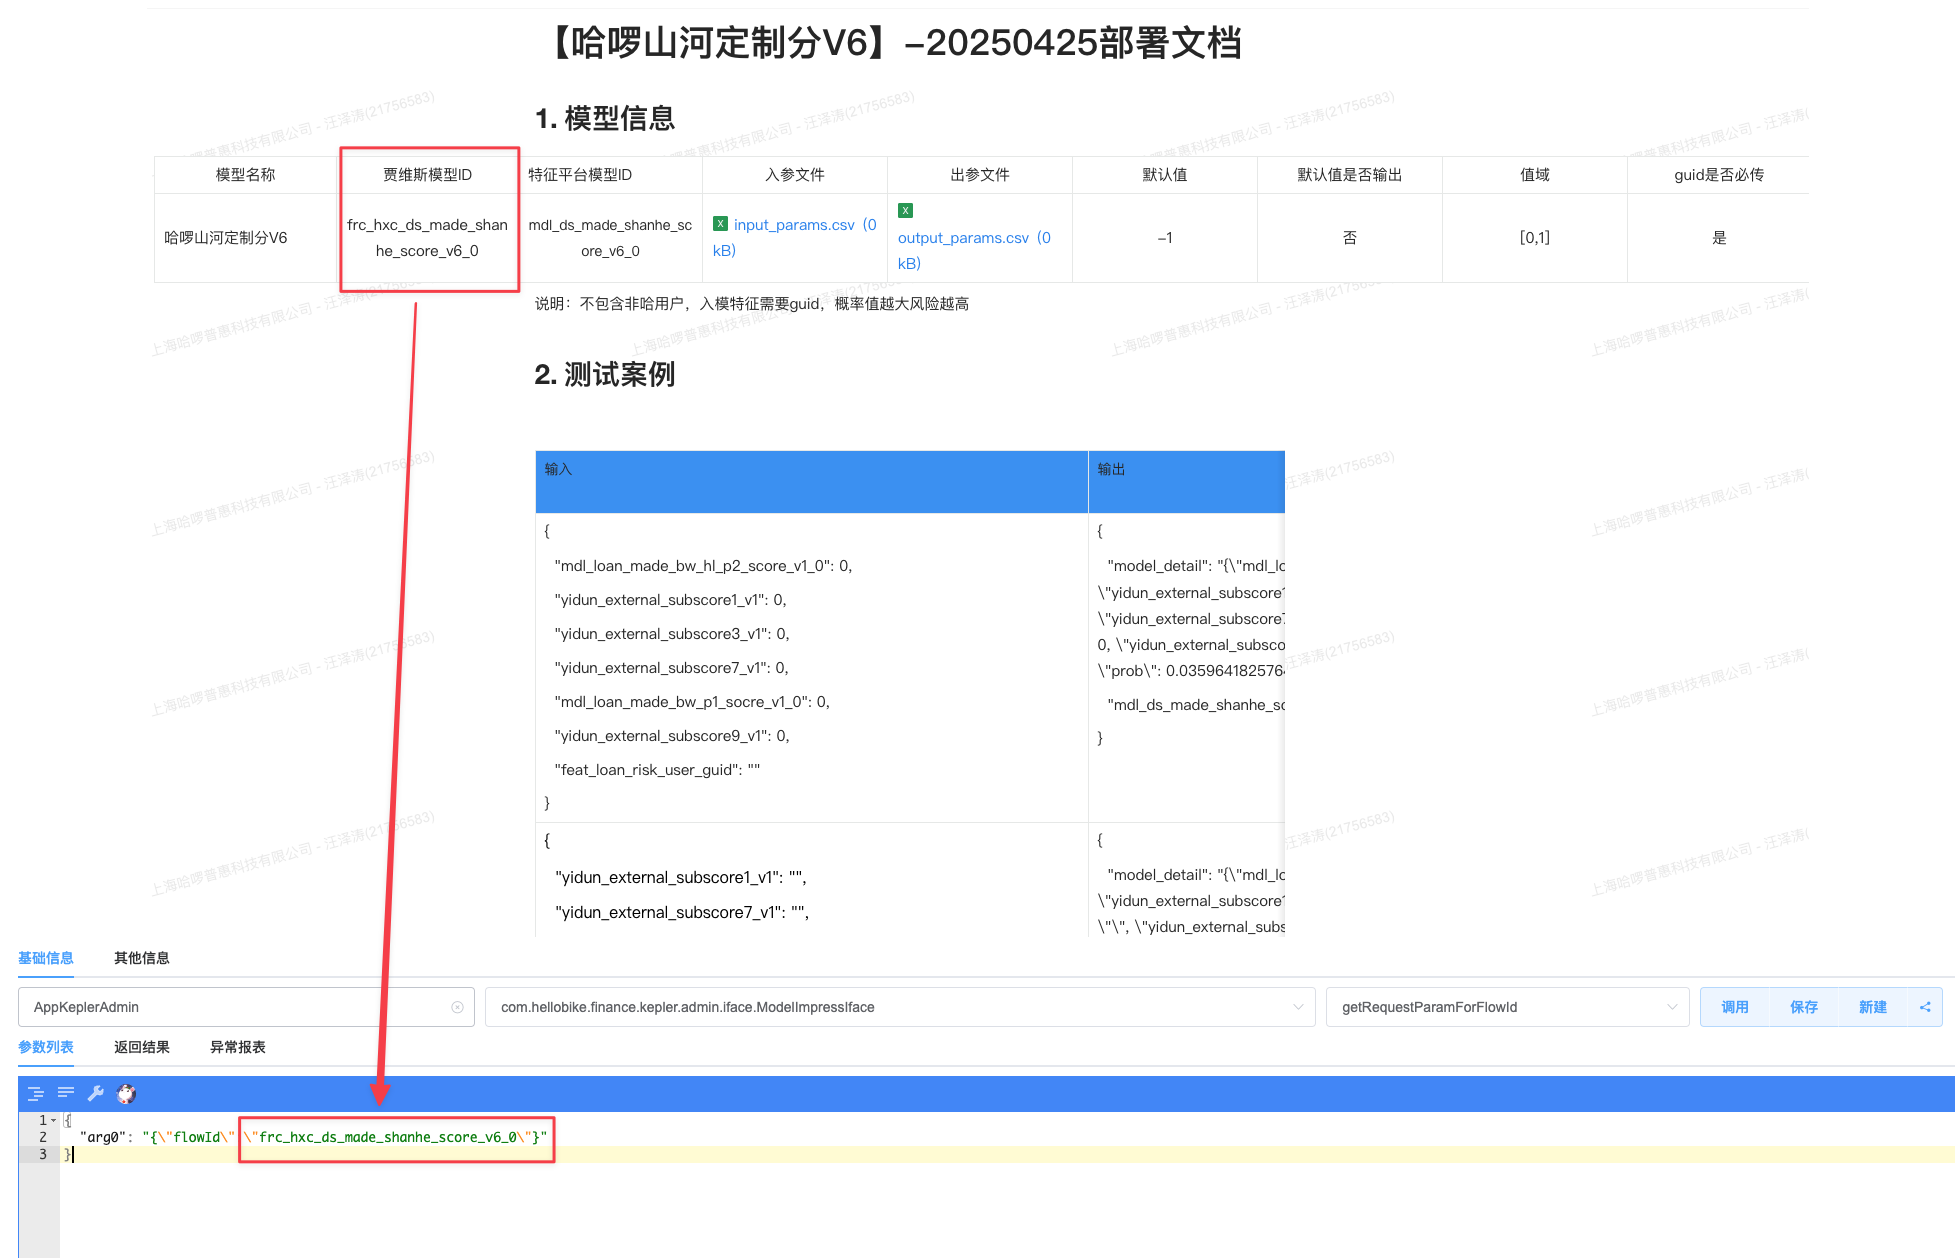 【哈啰山河定制分V6】-20250425部署文档
1. 模型信息
模型名称 贾维斯模型ID 特征平台模型ID 入参文件 出参文件 默认值 默认值是否输出 值域 guid是否必传
哈啰山河定制分V6 frc_hxc_ds_made_shan mdl_ds_made_shanhe_sc input_params.csv (0 output_params.csv (0 -1 否 [0,1] 是
he_score_v6_0 ore_v6_0 kB) kB)
说明：不包含非哈用户，入模特征需要guid，概率值越大风险越高
上海哈啰普惠科技有限公司 - 汪泽涛(21756583)
2. 测试案例
输入 输出
{
"mdl_loan_made_bw_hl_p2_score_v1_0": 0,
"yidun_external_subscore1_v1": 0,
"yidun_external_subscore3_v1": 0,
"yidun_external_subscore7_v1": 0,
"mdl_loan_made_bw_p1_socre_v1_0": 0,
"yidun_external_subscore9_v1": 0,
"feat_loan_risk_user_guid": ""
}
{
"model_detail": "{\"mdl_lo
\"yidun_external_subscore1
\"yidun_external_subscore7
0, \"yidun_external_subsco
\"prob\": 0.0359641825764
"mdl_ds_made_shanhe_sc
}
{
"yidun_external_subscore1_v1": "",
"yidun_external_subscore7_v1": "",
{
"model_detail": "{\"mdl_lo
\"yidun_external_subscore1
\"\", \"yidun_external_subs
基础信息 其他信息
AppKeplerAdmin com.hellobike.finance.kepler.admin.iface.ModelImpressIface getRequestParamForFlowId 调用 保存 新建
参数列表 返回结果 异常报表
1 {
2 "arg0": "{\"flowId\" \"frc_hxc_ds_made_shanhe_score_v6_0\"}"
3 }